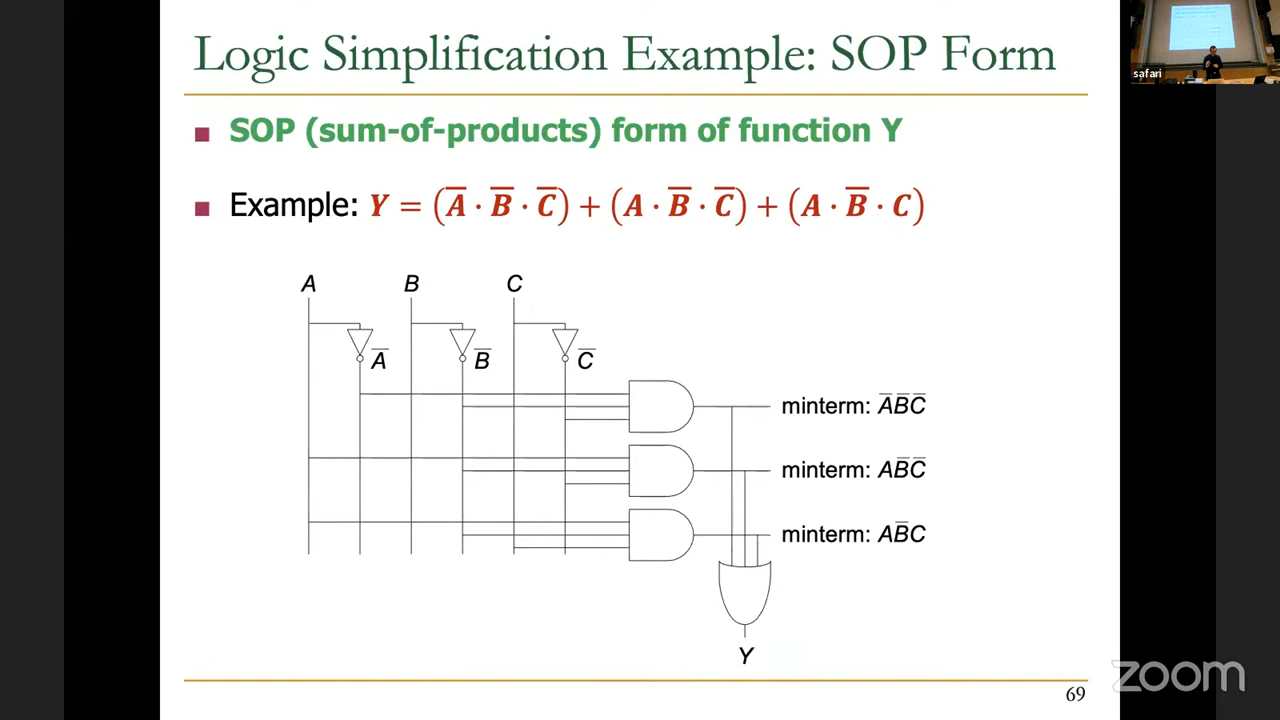 Logic Simplification Example: SOP Form
safari
SOP (sum-of-products) form of function Y
Example: Y = (A̅ · B̅ · C̅) + (A · B̅ · C̅) + (A · B̅ · C)
A B C
A̅ B̅ C̅
minterm: A̅B̅C̅
minterm: AB̅C̅
minterm: AB̅C
Y
69
zoom